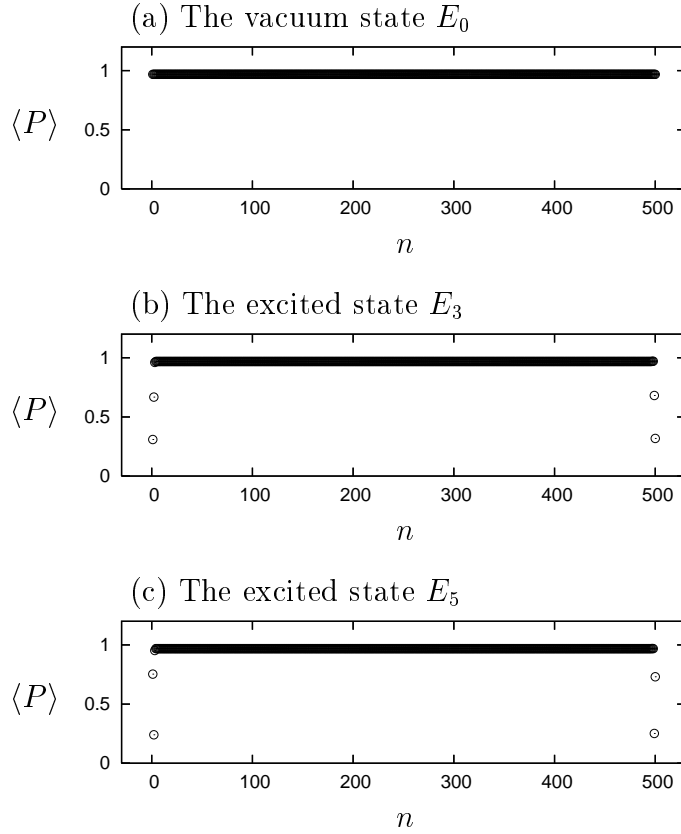 (a) The vacuum state E₀
1
0.5
0
⟨P⟩
0 100 200 300 400 500
n
(b) The excited state E₃
1
0.5
0
⟨P⟩
0 100 200 300 400 500
n
(c) The excited state E₅
1
0.5
0
⟨P⟩
0 100 200 300 400 500
n